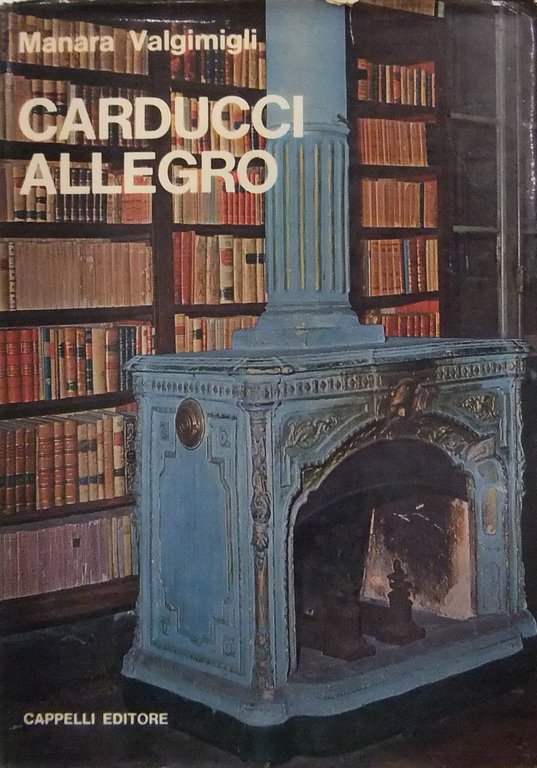 Manara Valgimigli
CARDUCCI
ALLEGRO
CAPPELLI EDITORE